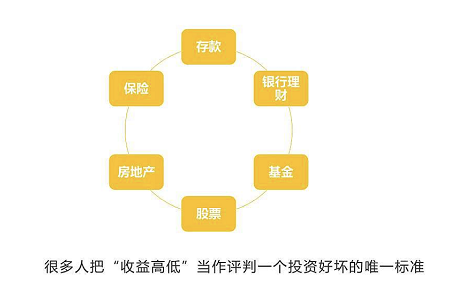 存款
银行理
财
基金
股票
房地产
保险
很多人把“收益高低”当作评判一个投资好坏的唯一标准